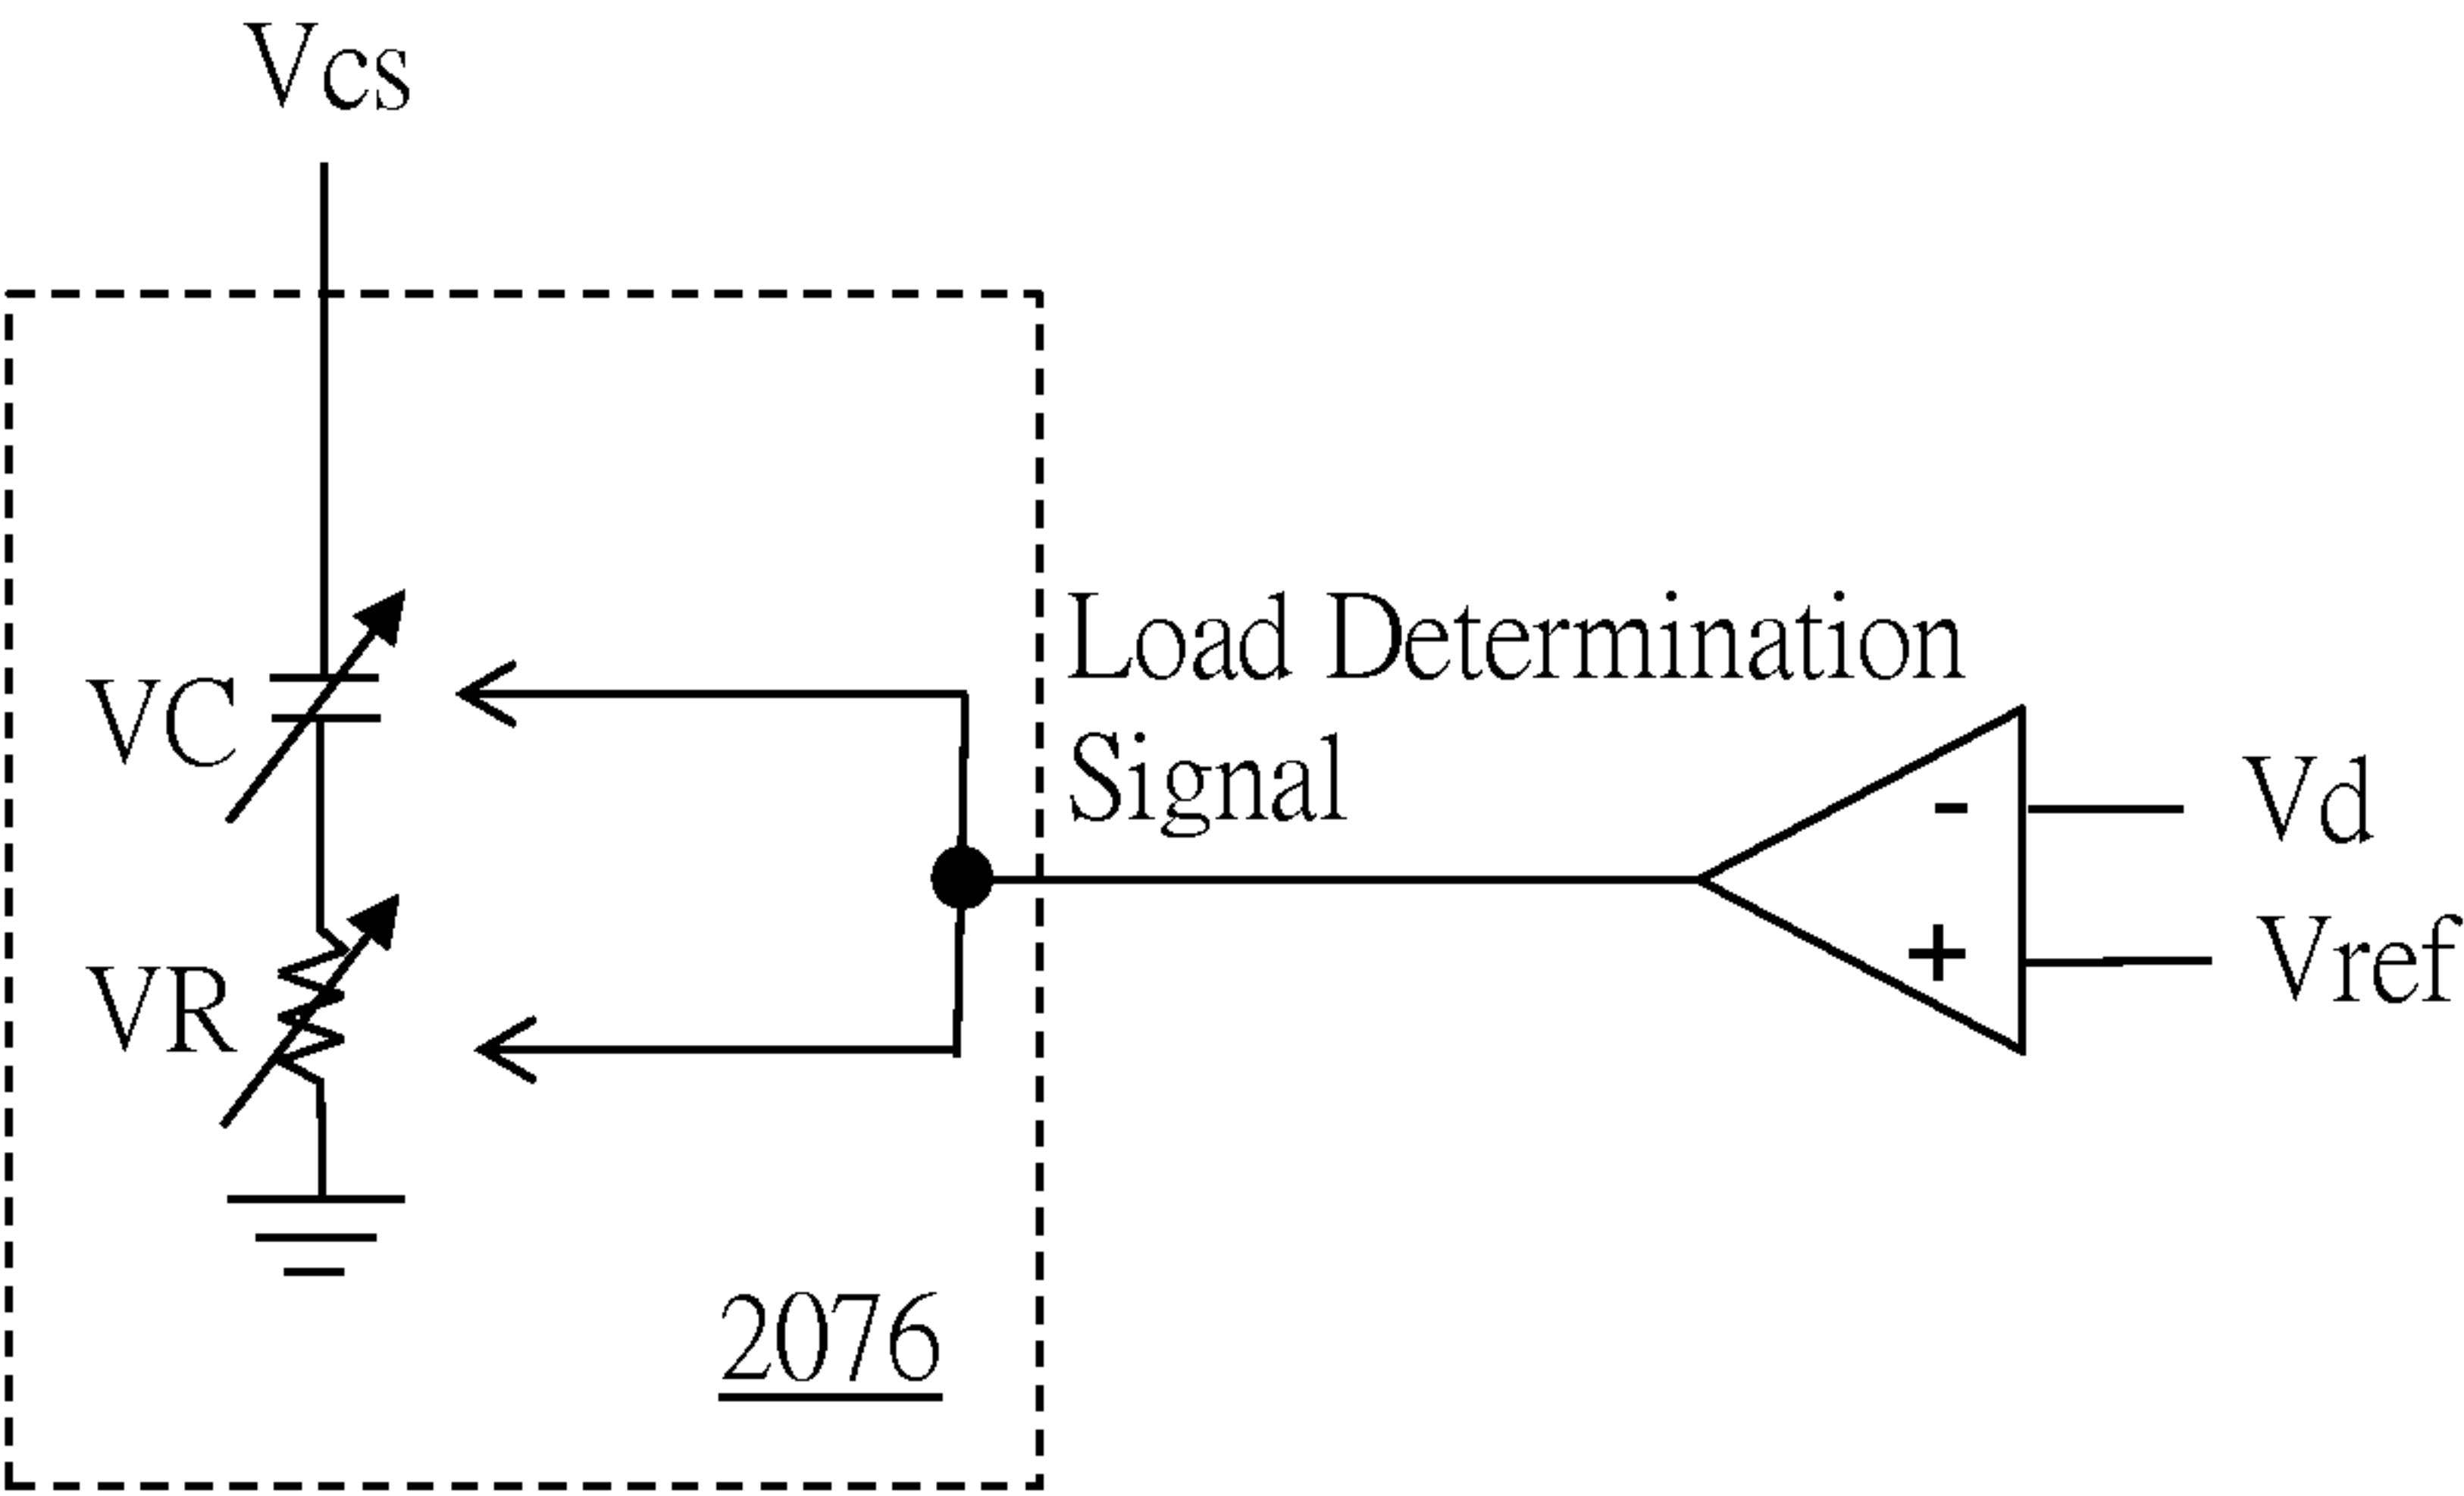 Vcs
Load Determination
Signal
VC
-
Vd
+
Vref
VR
2076